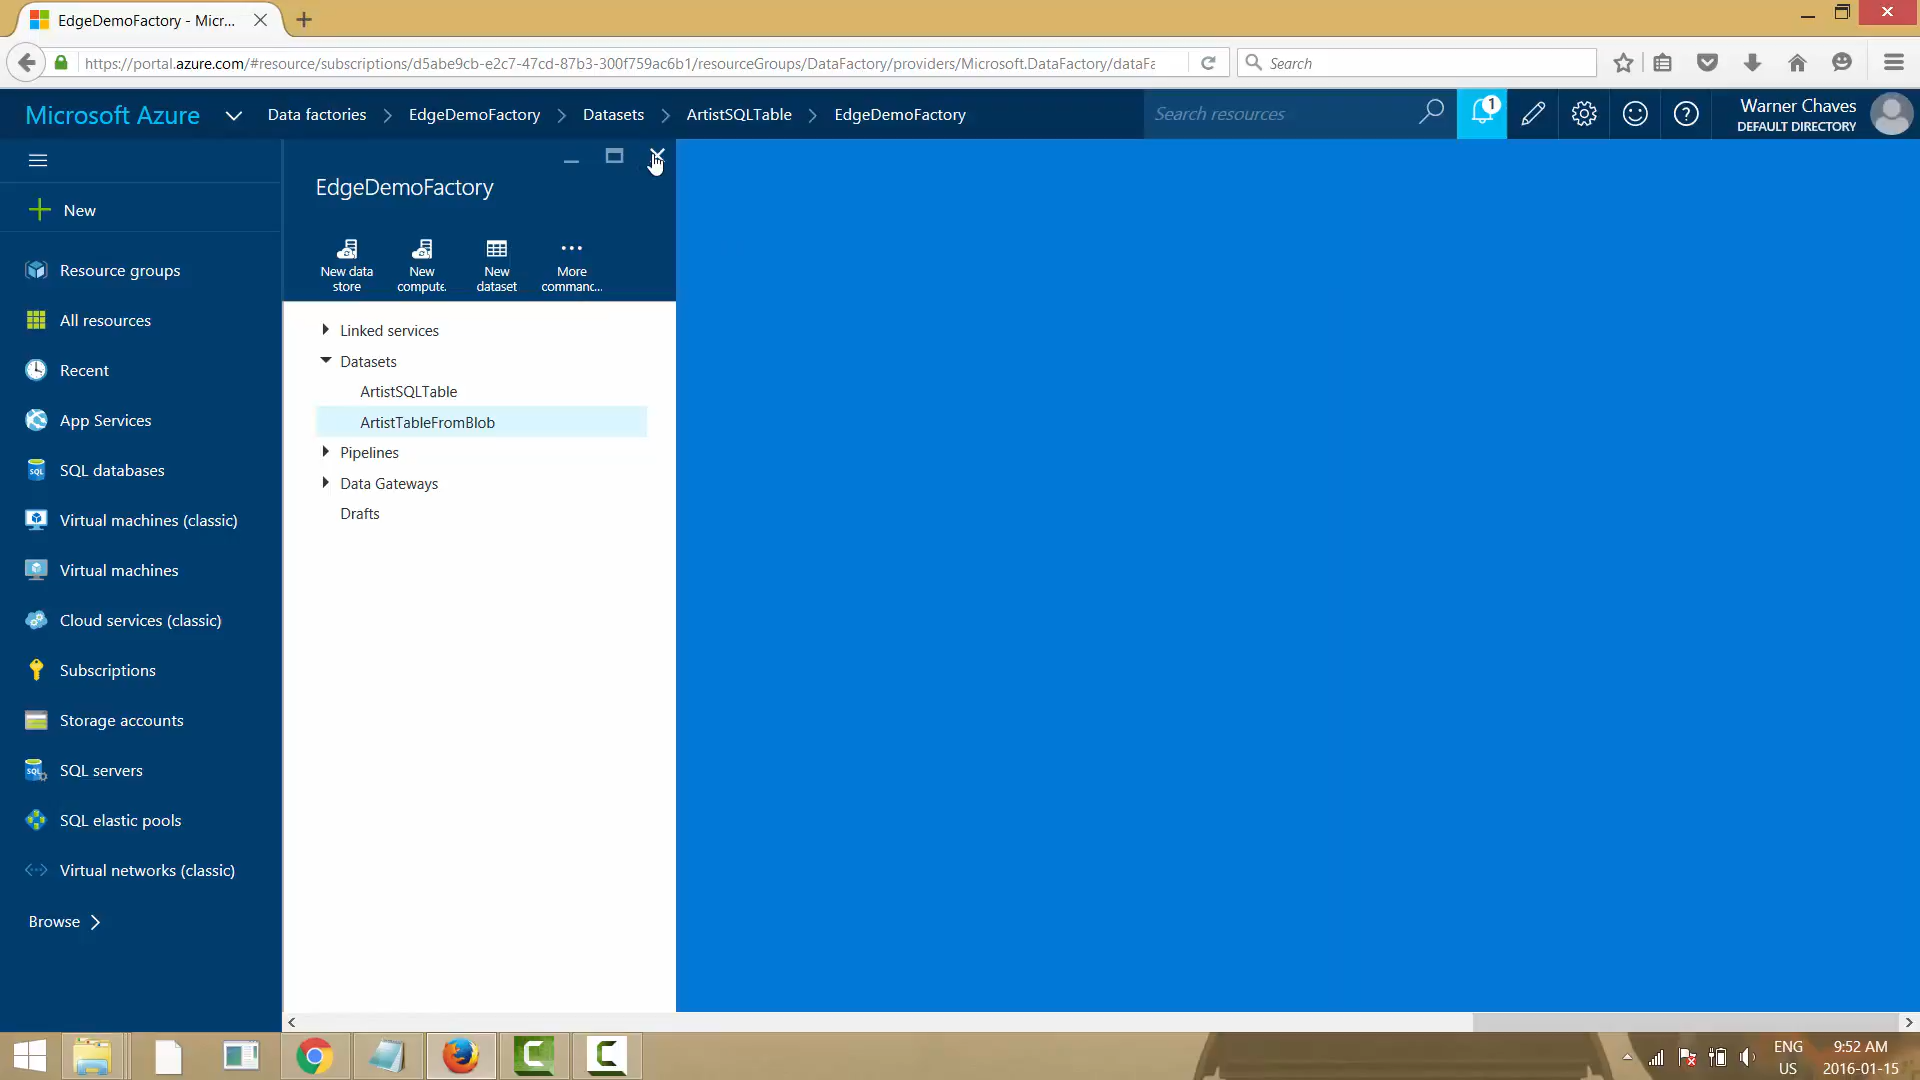 EdgeDemoFactory - Micr...
https://portal.azure.com/#resource/subscriptions/d5abe9cb-e2c7-47cd-87b3-300f759ac6b1/resourceGroups/DataFactory/providers/Microsoft.DataFactory/dataFa
Search
Microsoft Azure
Data factories
EdgeDemoFactory
Datasets
ArtistSQLTable
EdgeDemoFactory
Search resources
1
Warner Chaves
DEFAULT DIRECTORY
New
Resource groups
All resources
Recent
App Services
SQL databases
Virtual machines (classic)
Virtual machines
Cloud services (classic)
Subscriptions
Storage accounts
SQL servers
SQL elastic pools
Virtual networks (classic)
Browse
EdgeDemoFactory
New data
store
New
compute.
New
dataset
More
commanc...
Linked services
Datasets
ArtistSQLTable
ArtistTableFromBlob
Pipelines
Data Gateways
Drafts
ENG
US
9:52 AM
2016-01-15